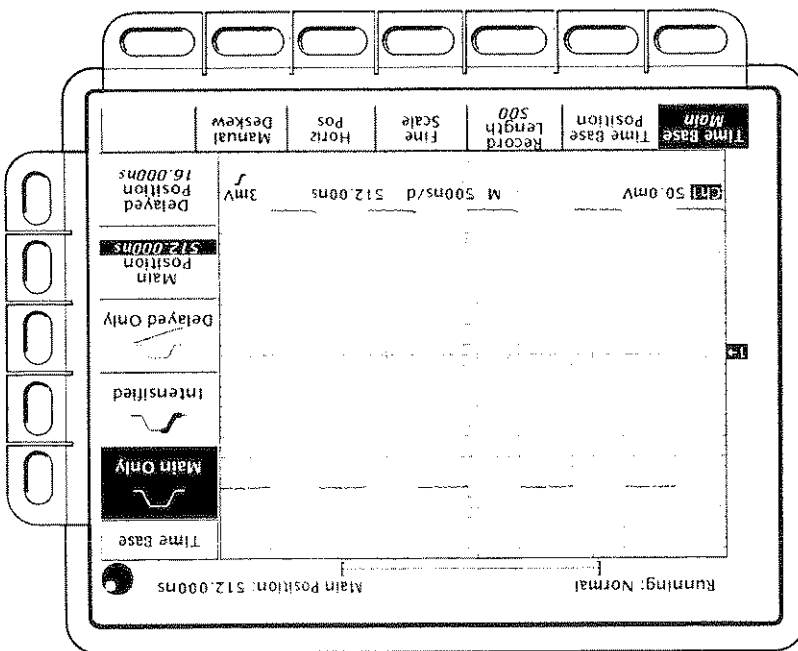 Running: Normal Main Position: 512.000ns
Time Base
Main Only
Intensified
1→
Delayed Only
Main
Position
512.000ns
Delayed
Position
16.000ns
Ch1 50.0mV M 500ns/d 512.00ns ƒ 3mV
Time Base
Main
Time Base
Position
Record
Length
500
Fine
Scale
Horiz
Pos
Manual
Deskew